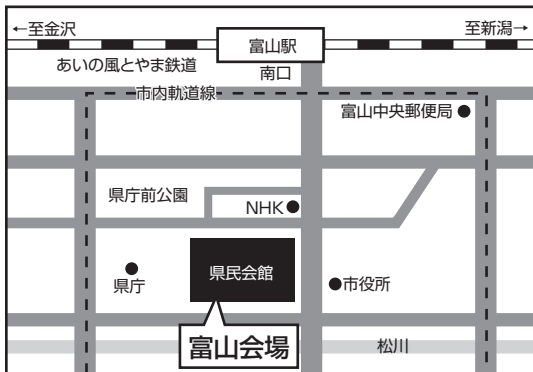 ←至金沢
至新潟→
富山駅
あいの風とやま鉄道
南口
市内軌道線
富山中央郵便局
県庁前公園
NHK
県民会館
県庁
市役所
富山会場
松川